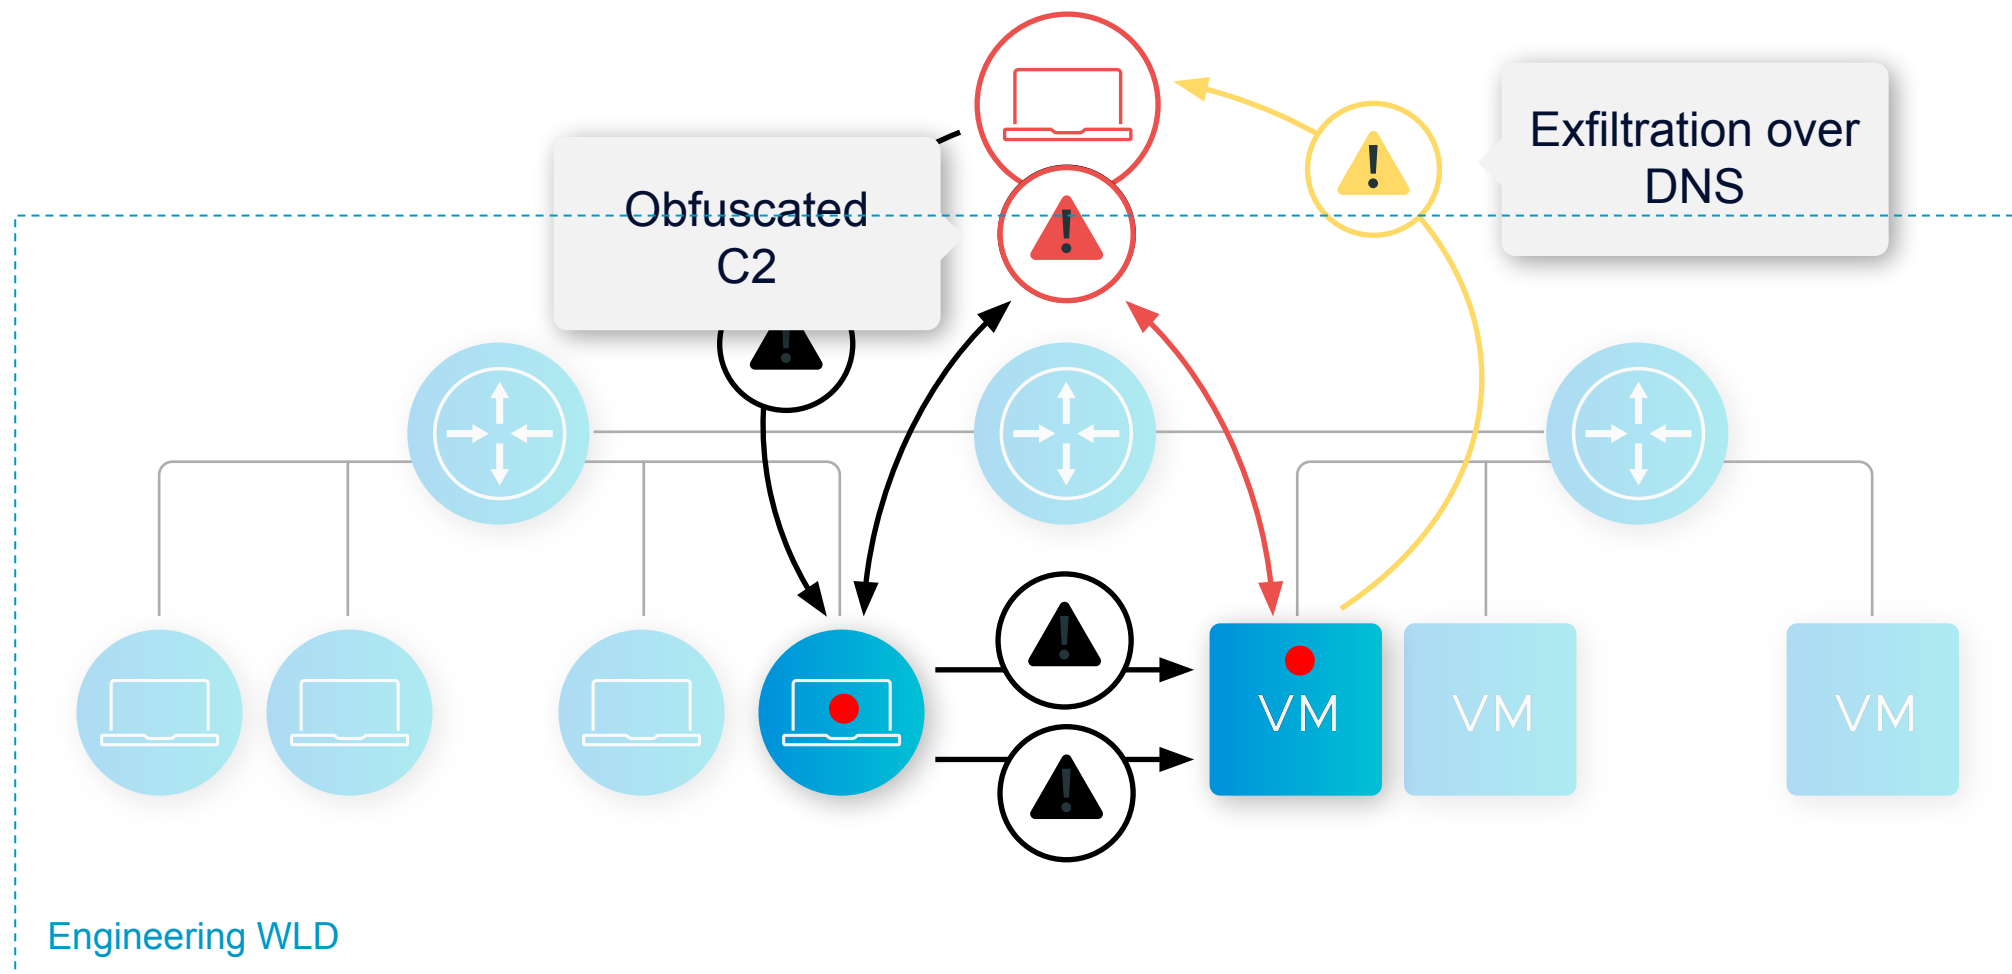 Exfiltration over
DNS
Obfuscated
C2
VM
VM
VM
Engineering WLD